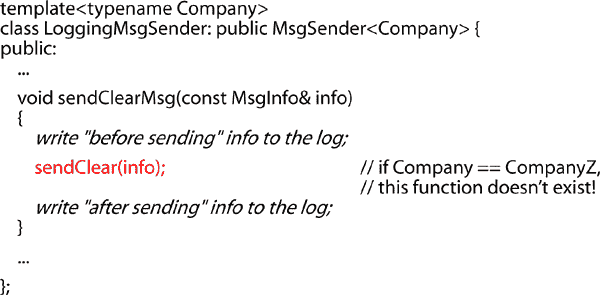 template<typename Company>
class LoggingMsgSender: public MsgSender<Company> {
public:
...
void sendClearMsg(const MsgInfo& info)
{
write "before sending" info to the log;
sendClear(info); // if Company == CompanyZ,
// this function doesn’t exist!
write "after sending" info to the log;
}
...
};